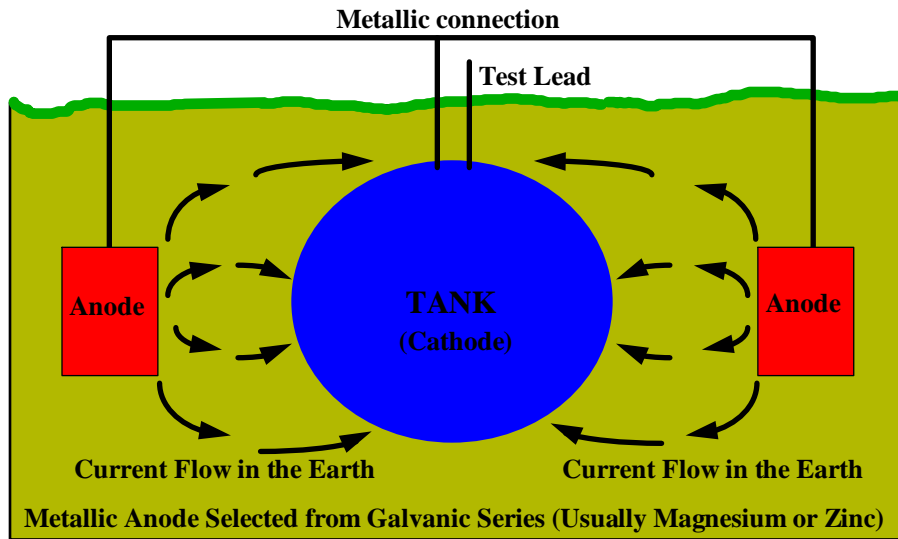 Metallic connection
Test Lead
Anode
TANK
(Cathode)
Anode
Current Flow in the Earth
Current Flow in the Earth
Metallic Anode Selected from Galvanic Series (Usually Magnesium or Zinc)